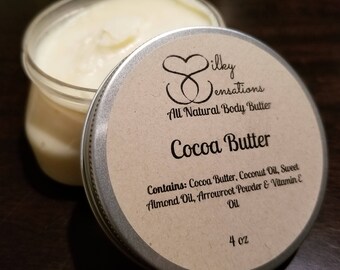 Silky
Sensations
All Natural Body Butter
Cocoa Butter
Contains: Cocoa Butter, Coconut Oil, Sweet
Almond Oil, Arrowroot Powder & Vitamin E
Oil
4 oz